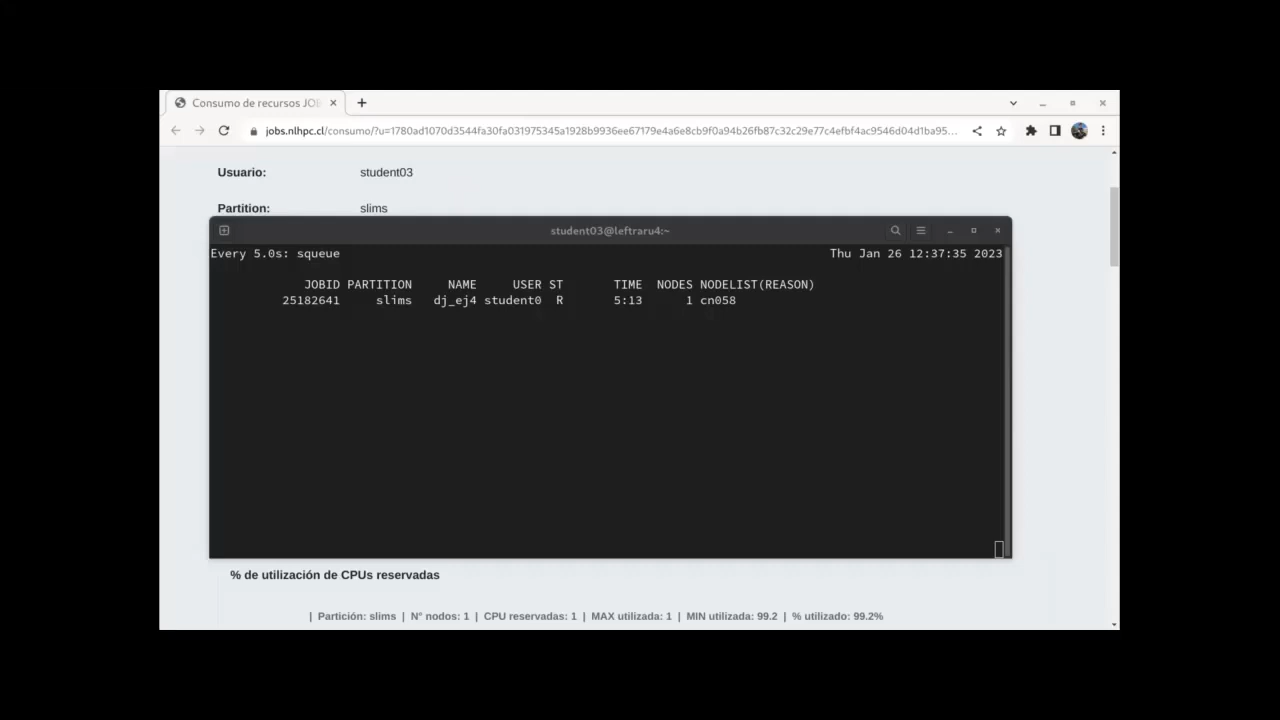 Consumo de recursos JO
jobs.nlhpc.cl/consumo/?u=1780ad1070d3544fa30fa031975345a1928b9936ee67179e4a6e8cb9f0a94b26fb87c32c29e77c4efbf4ac9546d04d1ba95...
Usuario: student03
Partition: slims
student03@leftraru4:~
Every 5.0s: squeue Thu Jan 26 12:37:35 2023
JOBID PARTITION NAME USER ST TIME NODES NODELIST(REASON)
25182641 slims dj_ej4 student0 R 5:13 1 cn058
% de utilización de CPUs reservadas
| Partición: slims | N° nodos: 1 | CPU reservadas: 1 | MAX utilizada: 1 | MIN utilizada: 99.2 | % utilizado: 99.2%